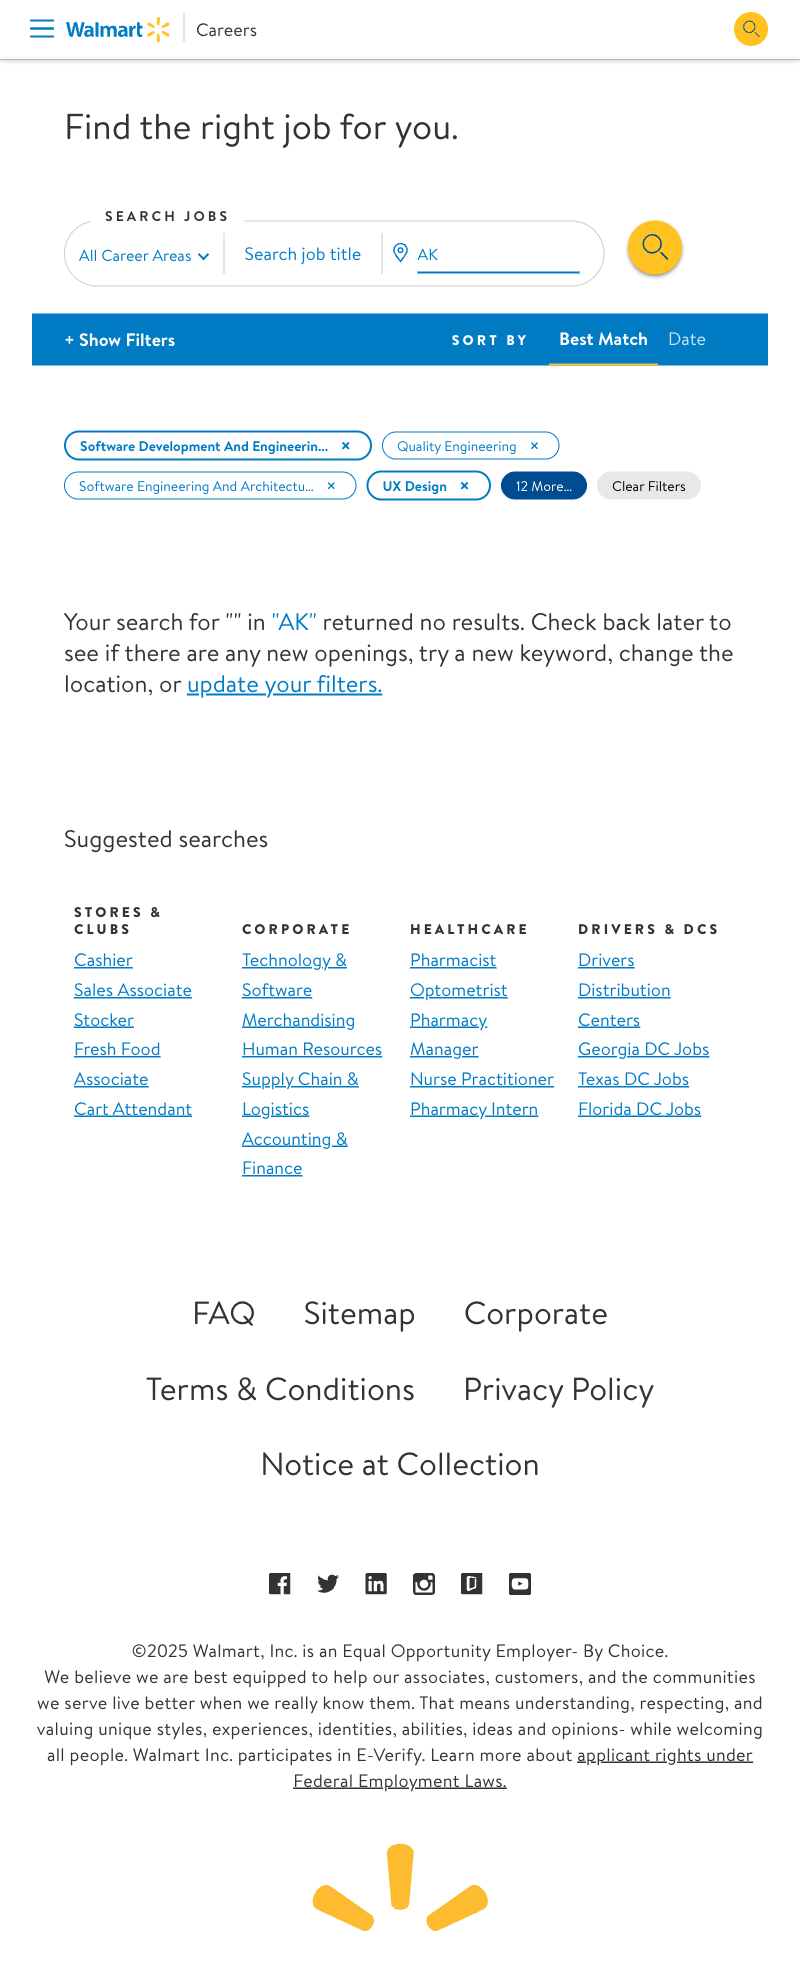 Walmart
Careers
Find the right job for you.
SEARCH JOBS
All Career Areas
Search job title
AK
+ Show Filters
SORT BY
Best Match
Date
Software Development And Engineerin... ×
Quality Engineering ×
Software Engineering And Architectu... ×
UX Design ×
12 More...
Clear Filters
Your search for "" in "AK" returned no results. Check back later to
see if there are any new openings, try a new keyword, change the
location, or update your filters.
Suggested searches
STORES &
CLUBS
Cashier
Sales Associate
Stocker
Fresh Food
Associate
Cart Attendant
CORPORATE
Technology &
Software
Merchandising
Human Resources
Supply Chain &
Logistics
Accounting &
Finance
HEALTHCARE
Pharmacist
Optometrist
Pharmacy
Manager
Nurse Practitioner
Pharmacy Intern
DRIVERS & DCS
Drivers
Distribution
Centers
Georgia DC Jobs
Texas DC Jobs
Florida DC Jobs
FAQ
Sitemap
Corporate
Terms & Conditions
Privacy Policy
Notice at Collection
©2025 Walmart, Inc. is an Equal Opportunity Employer- By Choice.
We believe we are best equipped to help our associates, customers, and the communities
we serve live better when we really know them. That means understanding, respecting, and
valuing unique styles, experiences, identities, abilities, ideas and opinions- while welcoming
all people. Walmart Inc. participates in E-Verify. Learn more about applicant rights under
Federal Employment Laws.